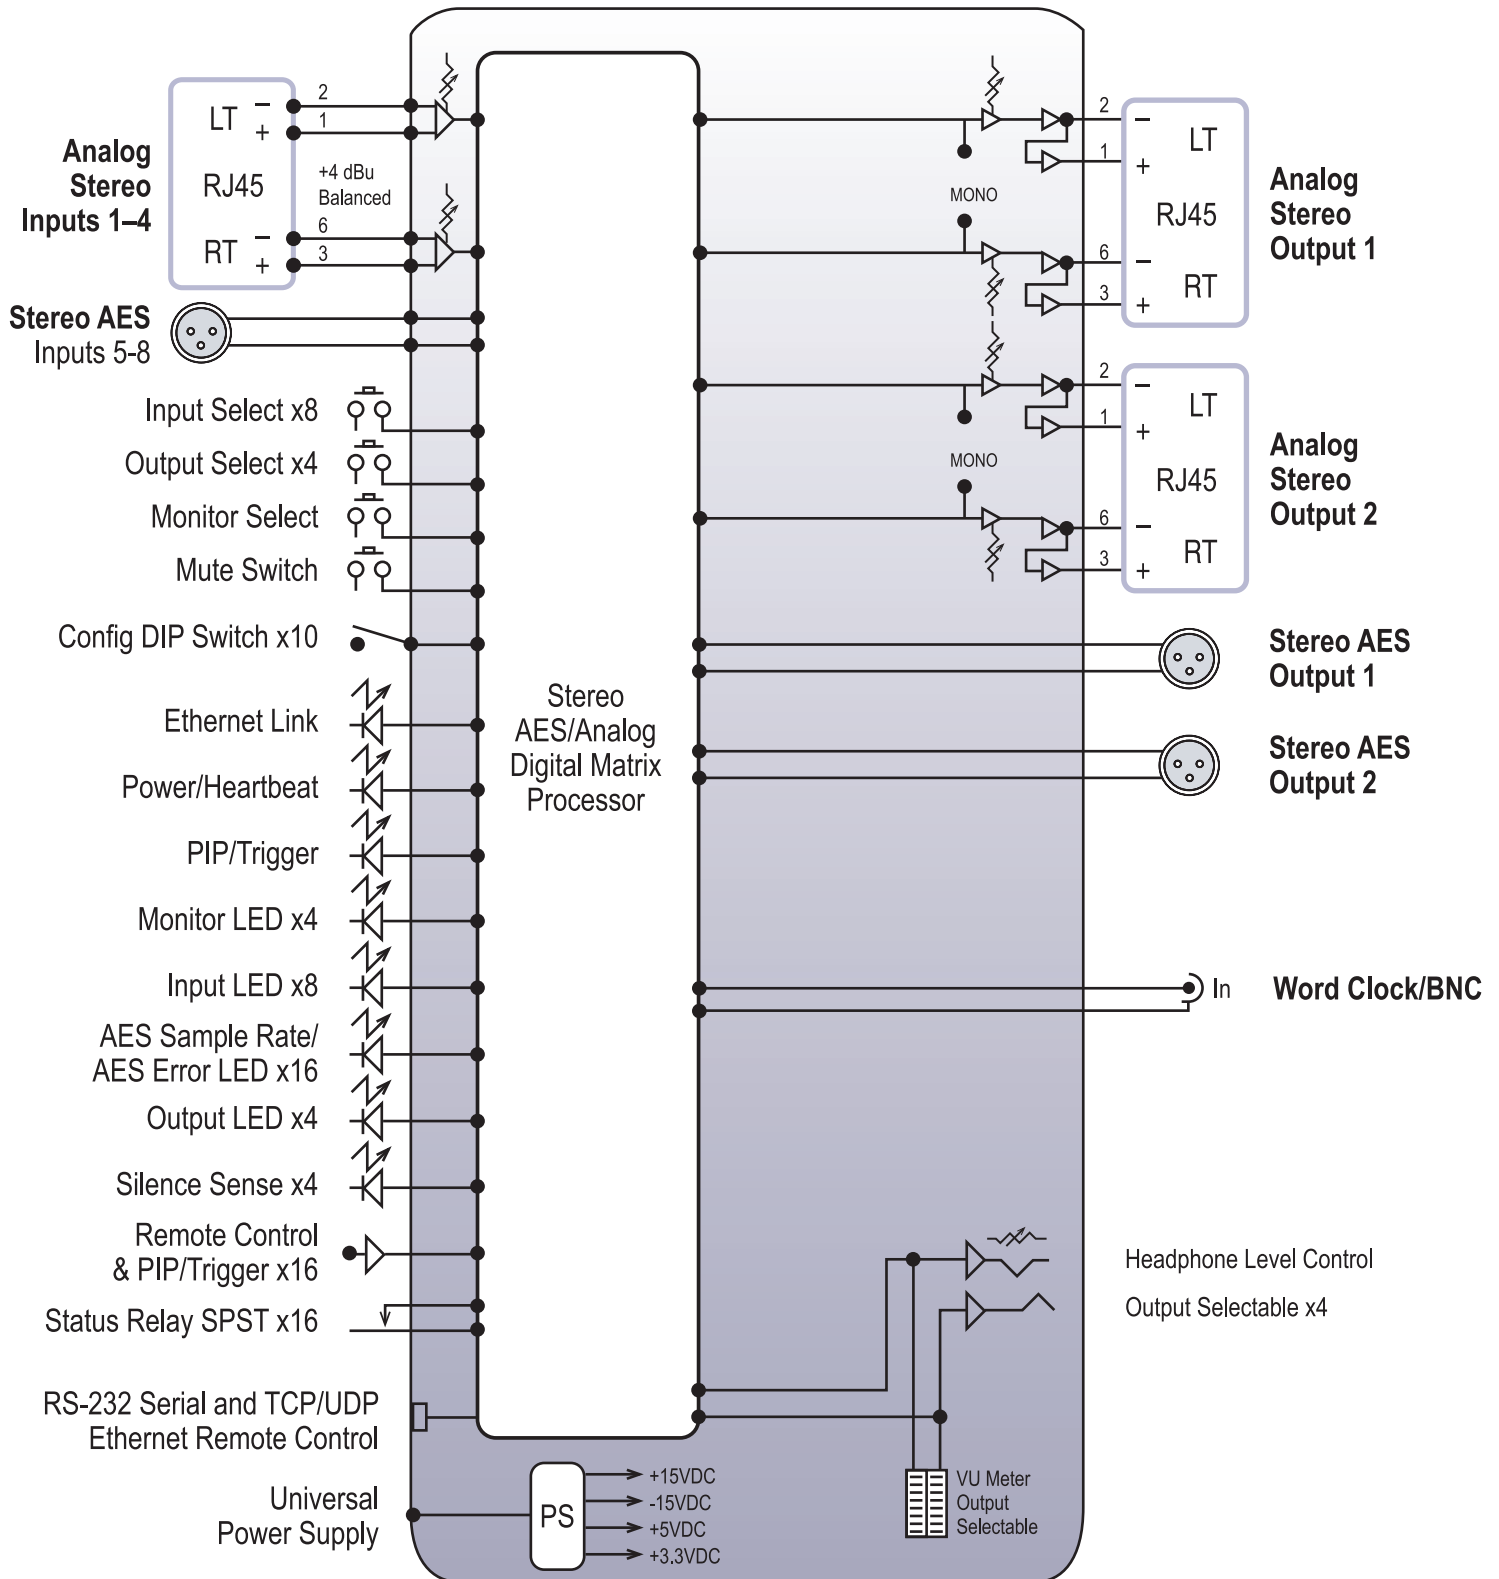 Analog
Stereo
Inputs 1–4
LT
−
+
RJ45
RT
−
+
2
1
+4 dBu
Balanced
6
3
Stereo AES
Inputs 5-8
Input Select x8
Output Select x4
Monitor Select
Mute Switch
Config DIP Switch x10
Ethernet Link
Power/Heartbeat
PIP/Trigger
Monitor LED x4
Input LED x8
AES Sample Rate/
AES Error LED x16
Output LED x4
Silence Sense x4
Remote Control
& PIP/Trigger x16
Status Relay SPST x16
RS-232 Serial and TCP/UDP
Ethernet Remote Control
Universal
Power Supply
Stereo
AES/Analog
Digital Matrix
Processor
PS
+15VDC
-15VDC
+5VDC
+3.3VDC
MONO
2
1
6
3
−
LT
+
RJ45
−
RT
+
Analog
Stereo
Output 1
MONO
2
1
6
3
−
LT
+
RJ45
−
RT
+
Analog
Stereo
Output 2
Stereo AES
Output 1
Stereo AES
Output 2
In
Word Clock/BNC
Headphone Level Control
Output Selectable x4
VU Meter
Output
Selectable